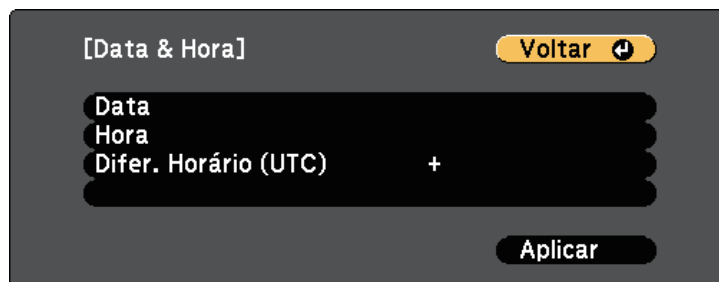 [Data & Hora] Voltar
Data
Hora
Difer. Horário (UTC) +
Aplicar